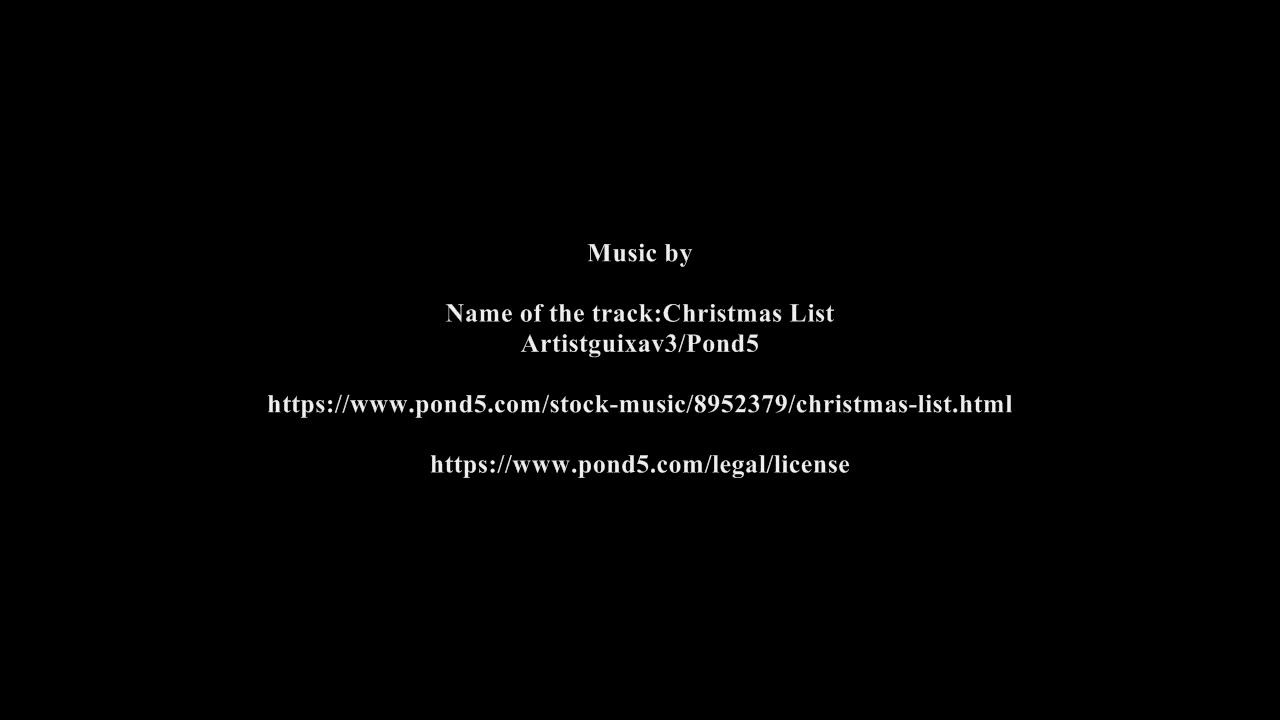 Music by
Name of the track:Christmas List
Artistguixav3/Pond5
https://www.pond5.com/stock-music/8952379/christmas-list.html
https://www.pond5.com/legal/license